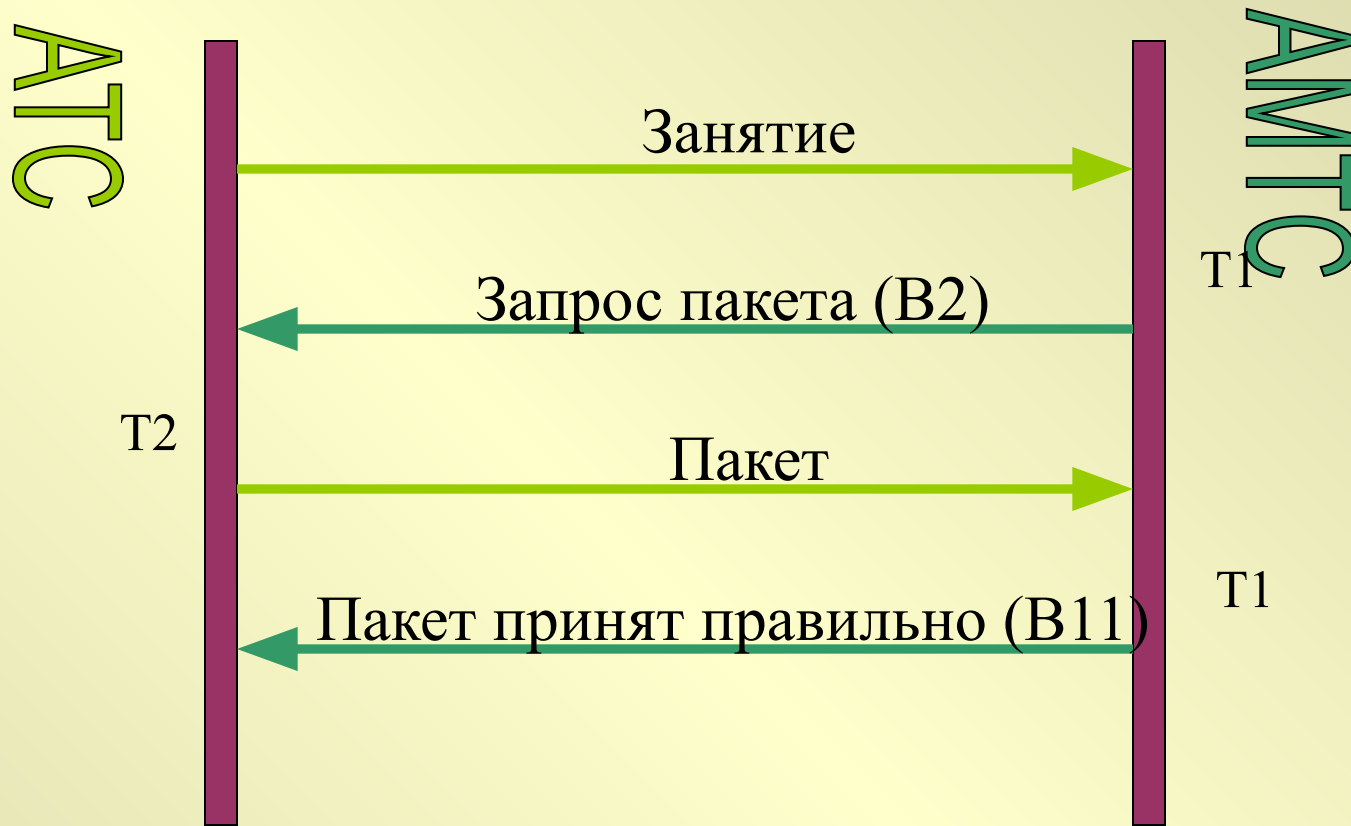 АТС
АМТС
Занятие
Т1
Запрос пакета (В2)
Т2
Пакет
Т1
Пакет принят правильно (В11)